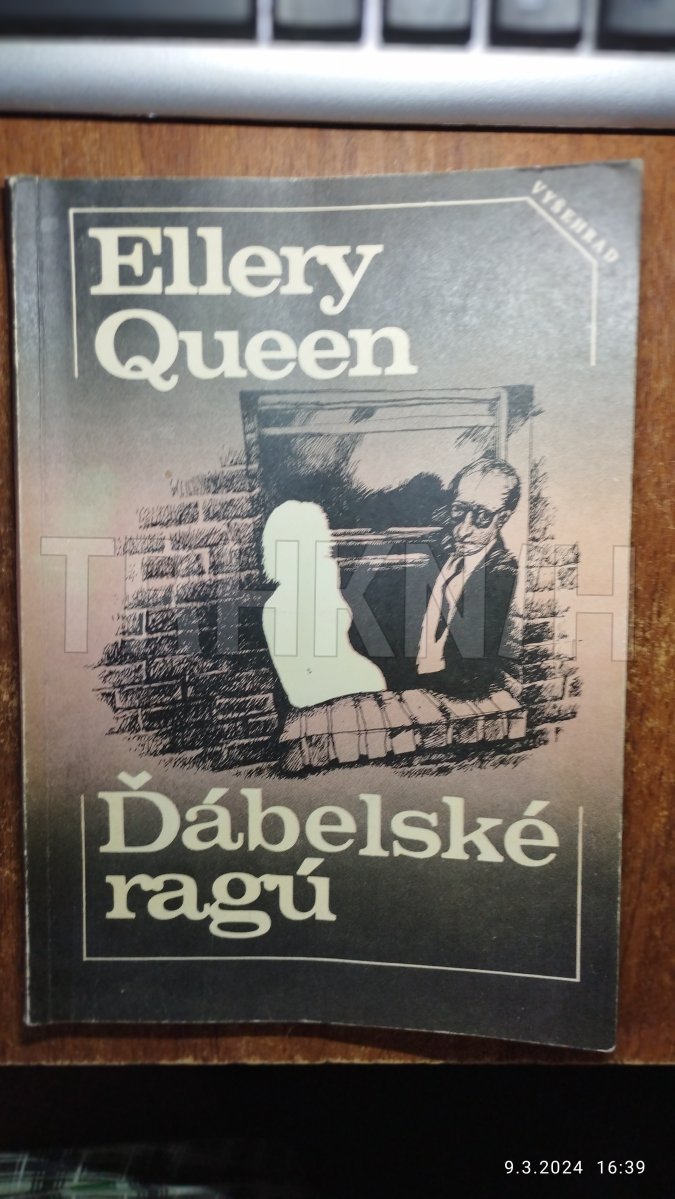 VYŠEHRAD
Ellery
Queen
Ďábelské
ragú
9.3.2024 16:39